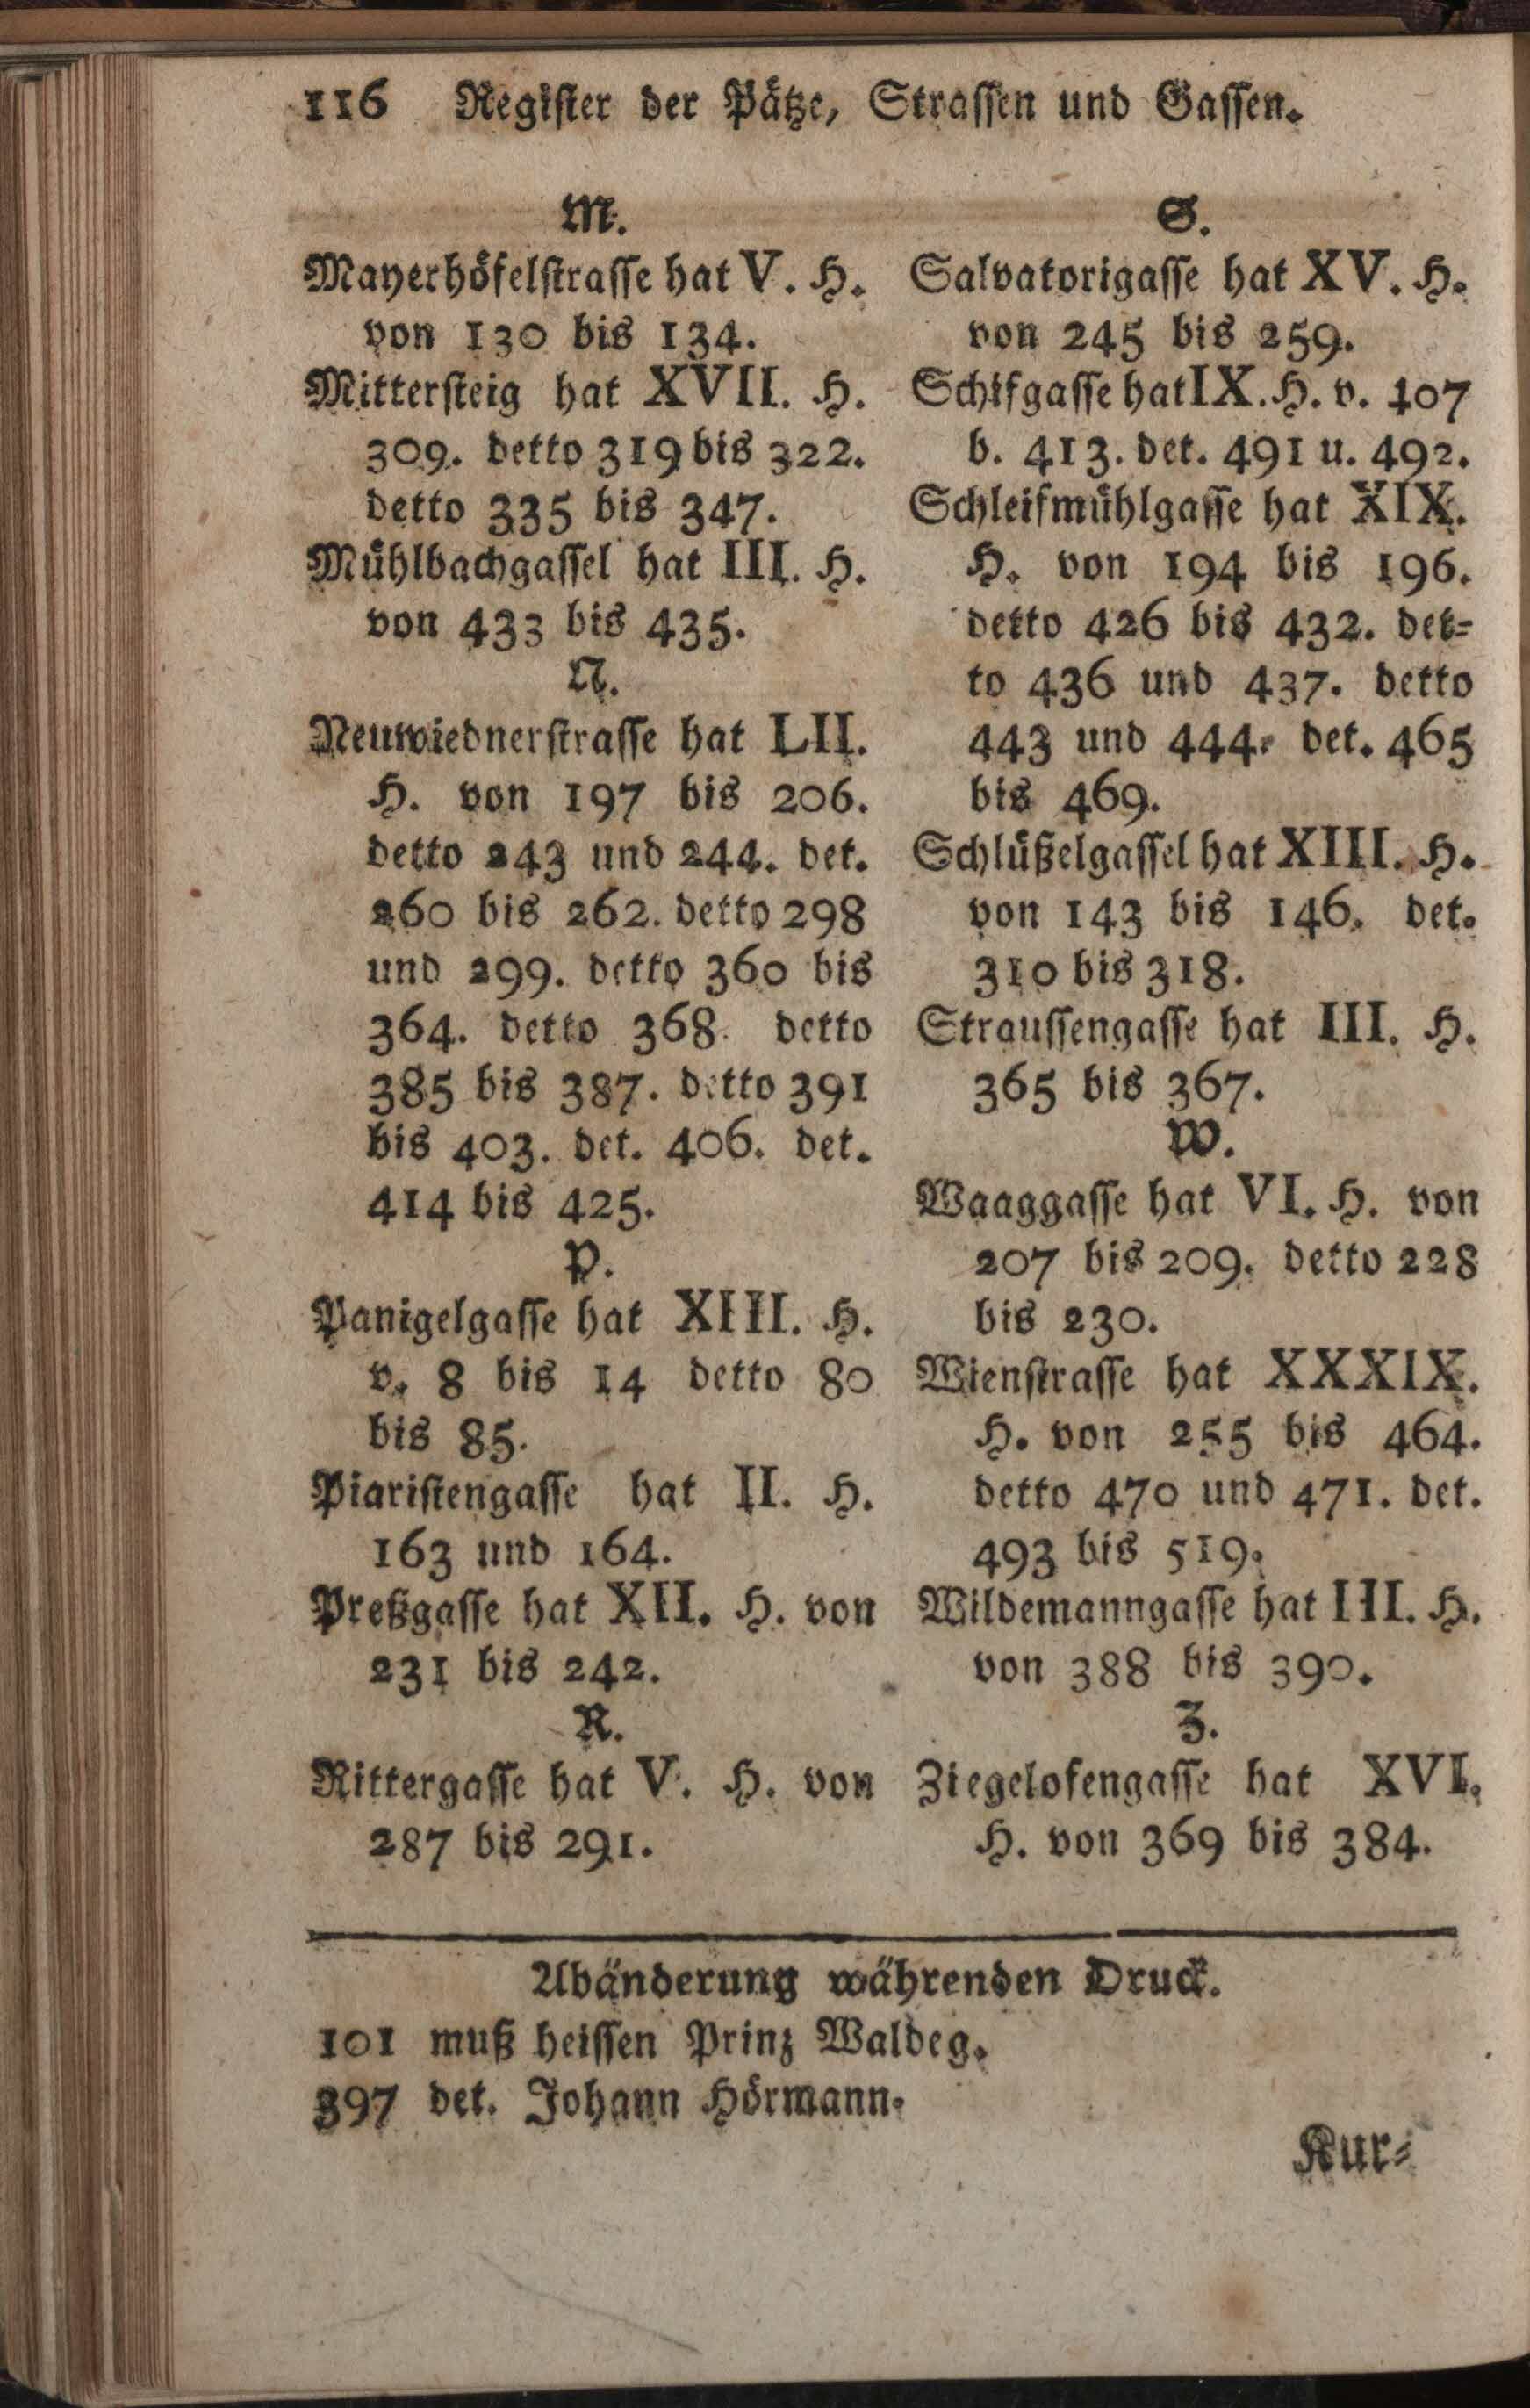 116 Register der Pätze, Strassen und Gassen.
M.
Mayerhöfelstrasse hat V. H.
von 130 bis 134.
Mittersteig hat XVII. H.
309. detto 319 bis 322.
detto 335 bis 347.
Mühlbachgassel hat III. H.
von 433 bis 435.
N.
Neuwiednerstrasse hat LII.
H. von 197 bis 206.
detto 243 und 244. det.
260 bis 262. detto 298
und 299. detto 360 bis
364. detto 368. detto
385 bis 387. detto 391
bis 403. det. 406. det.
414 bis 425.
P.
Panigelgasse hat XIII. H.
v. 8 bis 14 detto 80
bis 85.
Piaristengasse hat II. H.
163 und 164.
Preßgasse hat XII. H. von
231 bis 242.
R.
Rittergasse hat V. H. von
287 bis 291.
S.
Salvatorigasse hat XV. H.
von 245 bis 259.
Schifgasse hat IX. H. v. 407
b. 413. det. 491 u. 492.
Schleifmühlgasse hat XIX.
H. von 194 bis 196.
detto 426 bis 432. det-
to 436 und 437. detto
443 und 444. det. 465
bis 469.
Schlüßelgassel hat XIII. H.
von 143 bis 146. det.
310 bis 318.
Straussengasse hat III. H.
365 bis 367.
W.
Waaggasse hat VI. H. von
207 bis 209. detto 228
bis 230.
Wienstrasse hat XXXIX.
H. von 255 bis 464.
detto 470 und 471. det.
493 bis 519.
Wildemanngasse hat III. H.
von 388 bis 390.
Z.
Ziegelofengasse hat XVI.
H. von 369 bis 384.
Abänderung währenden Druck.
101 muß heissen Prinz Waldeg.
397 det. Johann Hörmann.
Kur-